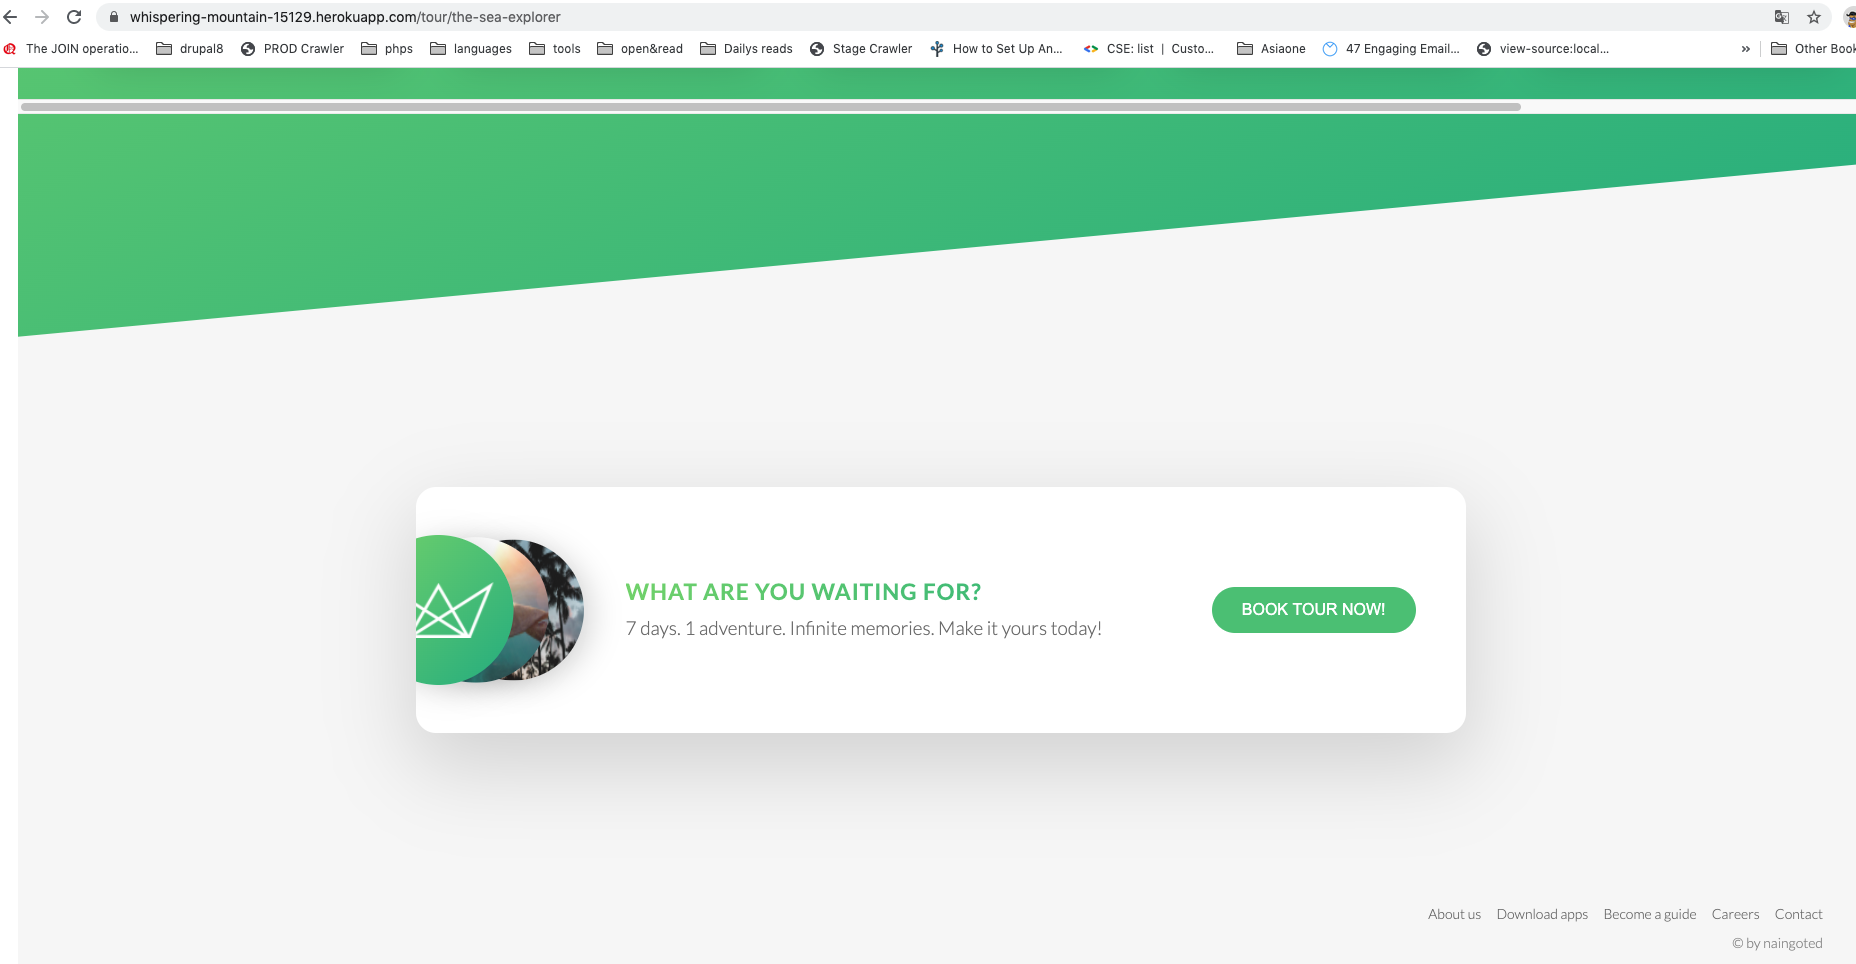 whispering-mountain-15129.herokuapp.com/tour/the-sea-explorer
The JOIN operatio... drupal8 PROD Crawler phps languages tools open&read Dailys reads Stage Crawler How to Set Up An... CSE: list | Custo... Asiaone 47 Engaging Email... view-source:local... » Other Book
WHAT ARE YOU WAITING FOR?
7 days. 1 adventure. Infinite memories. Make it yours today!
BOOK TOUR NOW!
About us Download apps Become a guide Careers Contact
© by naingoted